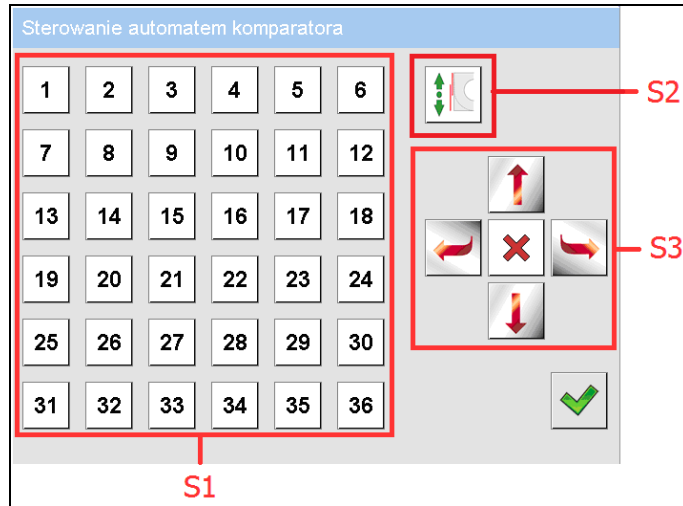 Sterowanie automatem komparatora
1 2 3 4 5 6
S2
7 8 9 10 11 12
13 14 15 16 17 18
S3
19 20 21 22 23 24
25 26 27 28 29 30
31 32 33 34 35 36
S1